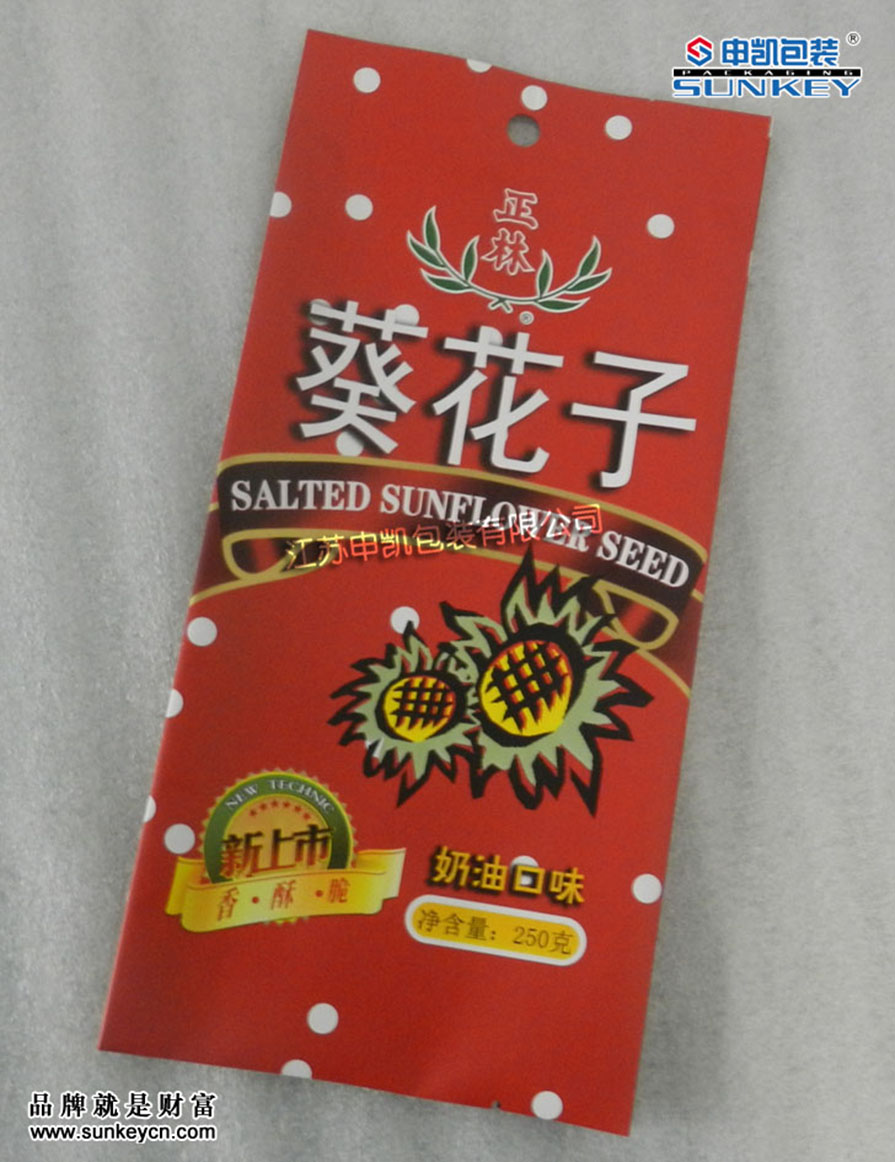 申凯包装®
PACKAGING
SUNKEY
正
林
®
葵花子
SALTED SUNFLOWER SEED
江苏申凯包装有限公司
NEW TECHNIC
新上市
香·酥·脆
奶油口味
净含量：250克
品牌就是财富
www.sunkeycn.com